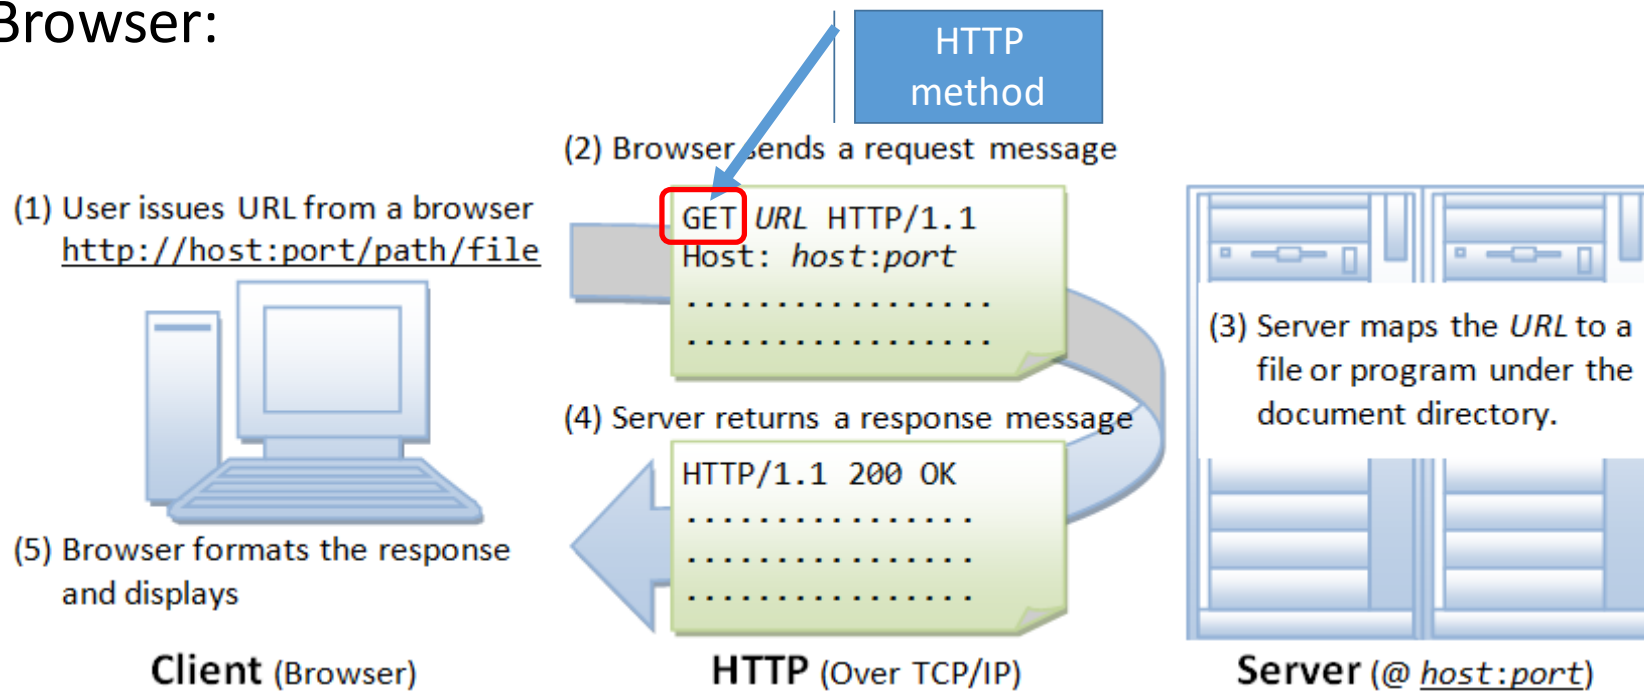 Browser:
HTTP
method
(2) Browser sends a request message
(1) User issues URL from a browser
http://host:port/path/file
GET URL HTTP/1.1
Host: host:port
.................
.................
(3) Server maps the URL to a
file or program under the
document directory.
(4) Server returns a response message
HTTP/1.1 200 OK
................
................
................
(5) Browser formats the response
and displays
Client (Browser)
HTTP (Over TCP/IP)
Server (@ host:port)